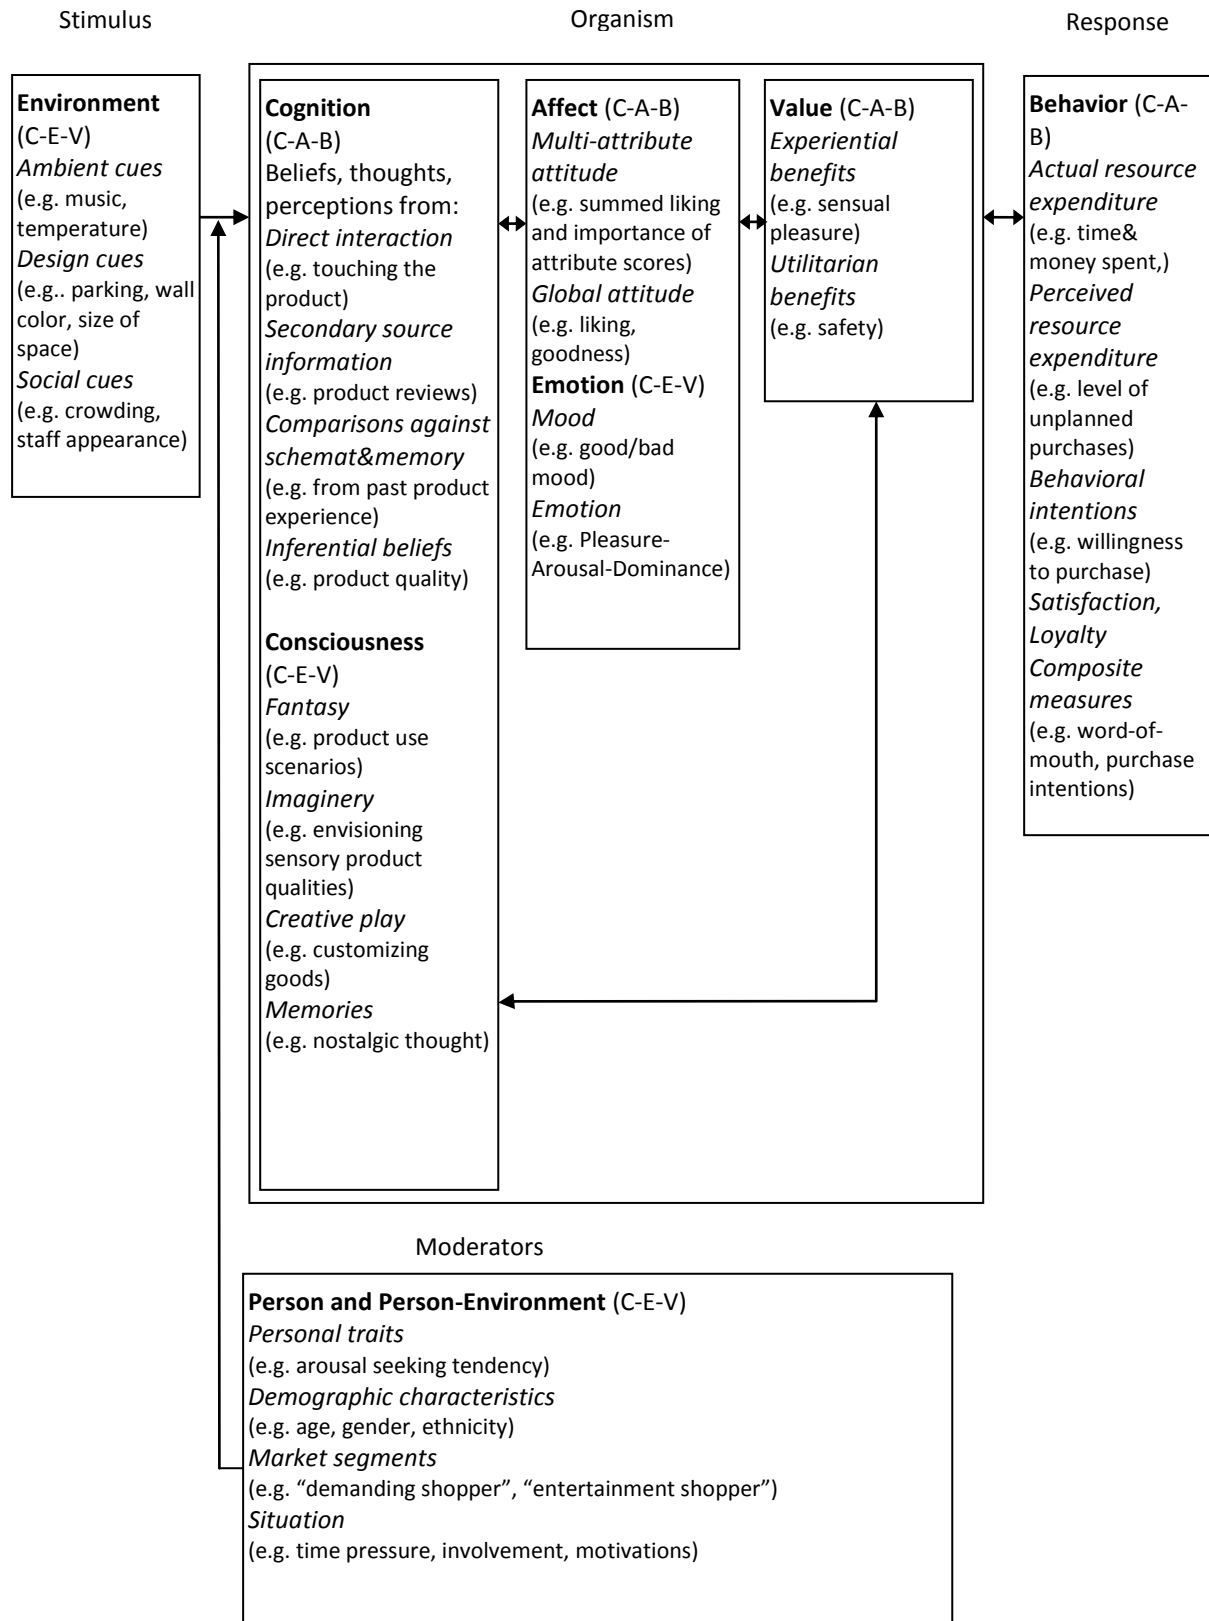 Stimulus
Organism
Response
Environment
(C-E-V)
Ambient cues
(e.g. music,
temperature)
Design cues
(e.g.. parking, wall
color, size of
space)
Social cues
(e.g. crowding,
staff appearance)
Cognition
(C-A-B)
Beliefs, thoughts,
perceptions from:
Direct interaction
(e.g. touching the
product)
Secondary source
information
(e.g. product reviews)
Comparisons against
schemat&memory
(e.g. from past product
experience)
Inferential beliefs
(e.g. product quality)
Consciousness
(C-E-V)
Fantasy
(e.g. product use
scenarios)
Imaginery
(e.g. envisioning
sensory product
qualities)
Creative play
(e.g. customizing
goods)
Memories
(e.g. nostalgic thought)
Affect (C-A-B)
Multi-attribute
attitude
(e.g. summed liking
and importance of
attribute scores)
Global attitude
(e.g. liking,
goodness)
Emotion (C-E-V)
Mood
(e.g. good/bad
mood)
Emotion
(e.g. Pleasure-
Arousal-Dominance)
Value (C-A-B)
Experiential
benefits
(e.g. sensual
pleasure)
Utilitarian
benefits
(e.g. safety)
Behavior (C-A-
B)
Actual resource
expenditure
(e.g. time&
money spent,)
Perceived
resource
expenditure
(e.g. level of
unplanned
purchases)
Behavioral
intentions
(e.g. willingness
to purchase)
Satisfaction,
Loyalty
Composite
measures
(e.g. word-of-
mouth, purchase
intentions)
Moderators
Person and Person-Environment (C-E-V)
Personal traits
(e.g. arousal seeking tendency)
Demographic characteristics
(e.g. age, gender, ethnicity)
Market segments
(e.g. “demanding shopper”, “entertainment shopper”)
Situation
(e.g. time pressure, involvement, motivations)